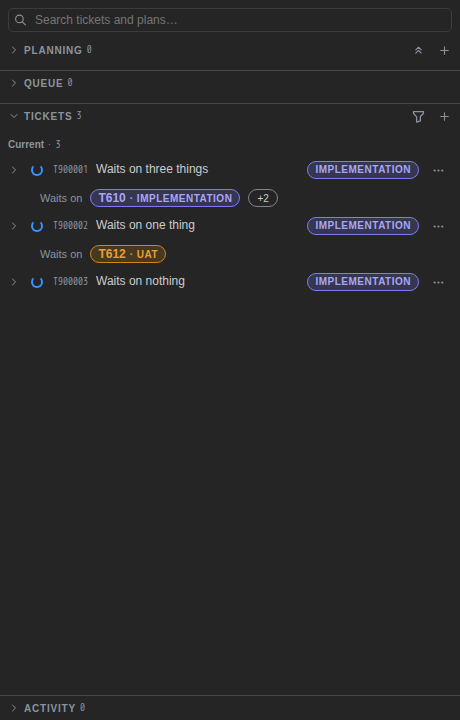 Search tickets and plans…
PLANNING 0
QUEUE 0
TICKETS 3
Current · 3
T900001 Waits on three things IMPLEMENTATION
Waits on T610 · IMPLEMENTATION +2
T900002 Waits on one thing IMPLEMENTATION
Waits on T612 · UAT
T900003 Waits on nothing IMPLEMENTATION
ACTIVITY 0